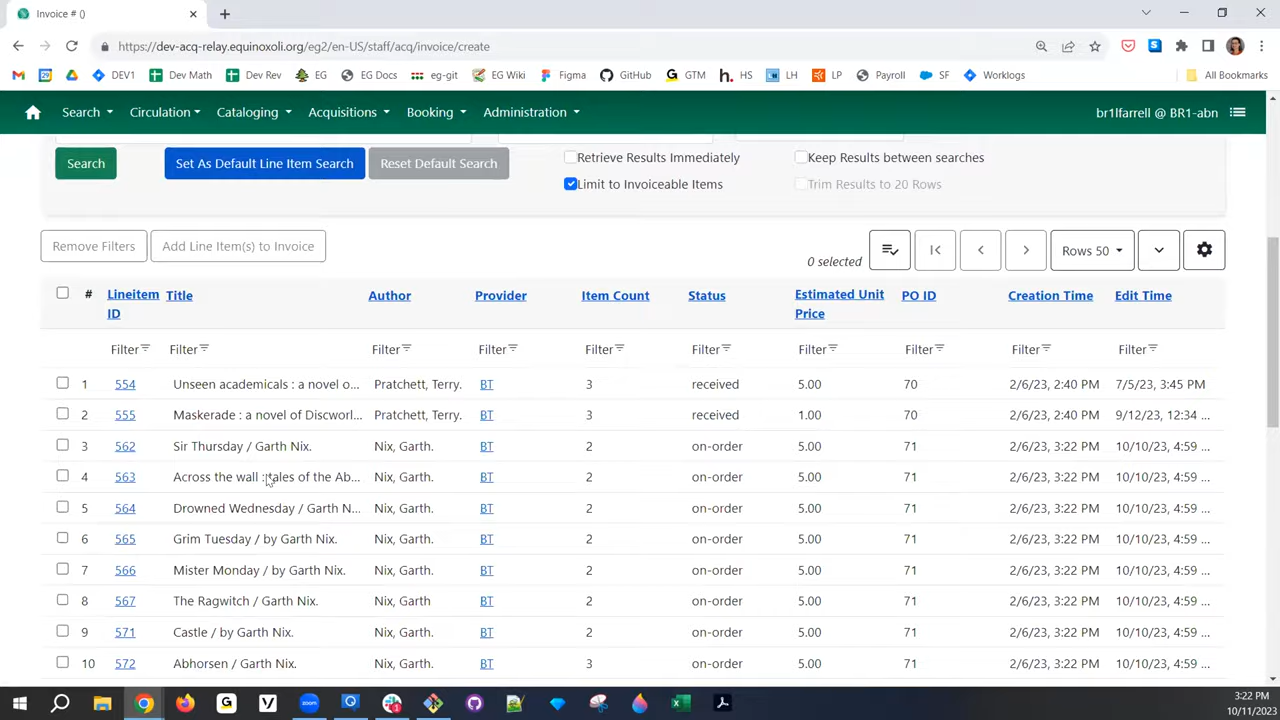 Invoice # ()
https://dev-acq-relay.equinoxoli.org/eg2/en-US/staff/acq/invoice/create
DEV1 Dev Math Dev Rev EG EG Docs eg-git EG Wiki Figma GitHub GTM HS LH LP Payroll SF Worklogs All Bookmarks
Search Circulation Cataloging Acquisitions Booking Administration br1lfarrell @ BR1-abn
Search Set As Default Line Item Search Reset Default Search Retrieve Results Immediately Keep Results between searches
Limit to Invoiceable Items Trim Results to 20 Rows
Remove Filters Add Line Item(s) to Invoice 0 selected Rows 50
# Lineitem ID Title Author Provider Item Count Status Estimated Unit Price PO ID Creation Time Edit Time
Filter Filter Filter Filter Filter Filter Filter Filter Filter Filter
1 554 Unseen academicals : a novel o... Pratchett, Terry. BT 3 received 5.00 70 2/6/23, 2:40 PM 7/5/23, 3:45 PM
2 555 Maskerade : a novel of Discworl... Pratchett, Terry. BT 3 received 1.00 70 2/6/23, 2:40 PM 9/12/23, 12:34 ...
3 562 Sir Thursday / Garth Nix. Nix, Garth. BT 2 on-order 5.00 71 2/6/23, 3:22 PM 10/10/23, 4:59 ...
4 563 Across the wall : tales of the Ab... Nix, Garth. BT 2 on-order 5.00 71 2/6/23, 3:22 PM 10/10/23, 4:59 ...
5 564 Drowned Wednesday / Garth N... Nix, Garth. BT 2 on-order 5.00 71 2/6/23, 3:22 PM 10/10/23, 4:59 ...
6 565 Grim Tuesday / by Garth Nix. Nix, Garth. BT 2 on-order 5.00 71 2/6/23, 3:22 PM 10/10/23, 4:59 ...
7 566 Mister Monday / by Garth Nix. Nix, Garth. BT 2 on-order 5.00 71 2/6/23, 3:22 PM 10/10/23, 4:59 ...
8 567 The Ragwitch / Garth Nix. Nix, Garth BT 2 on-order 5.00 71 2/6/23, 3:22 PM 10/10/23, 4:59 ...
9 571 Castle / by Garth Nix. Nix, Garth. BT 2 on-order 5.00 71 2/6/23, 3:22 PM 10/10/23, 4:59 ...
10 572 Abhorsen / Garth Nix. Nix, Garth. BT 3 on-order 5.00 71 2/6/23, 3:22 PM 10/10/23, 4:59 ...
3:22 PM
10/11/2023